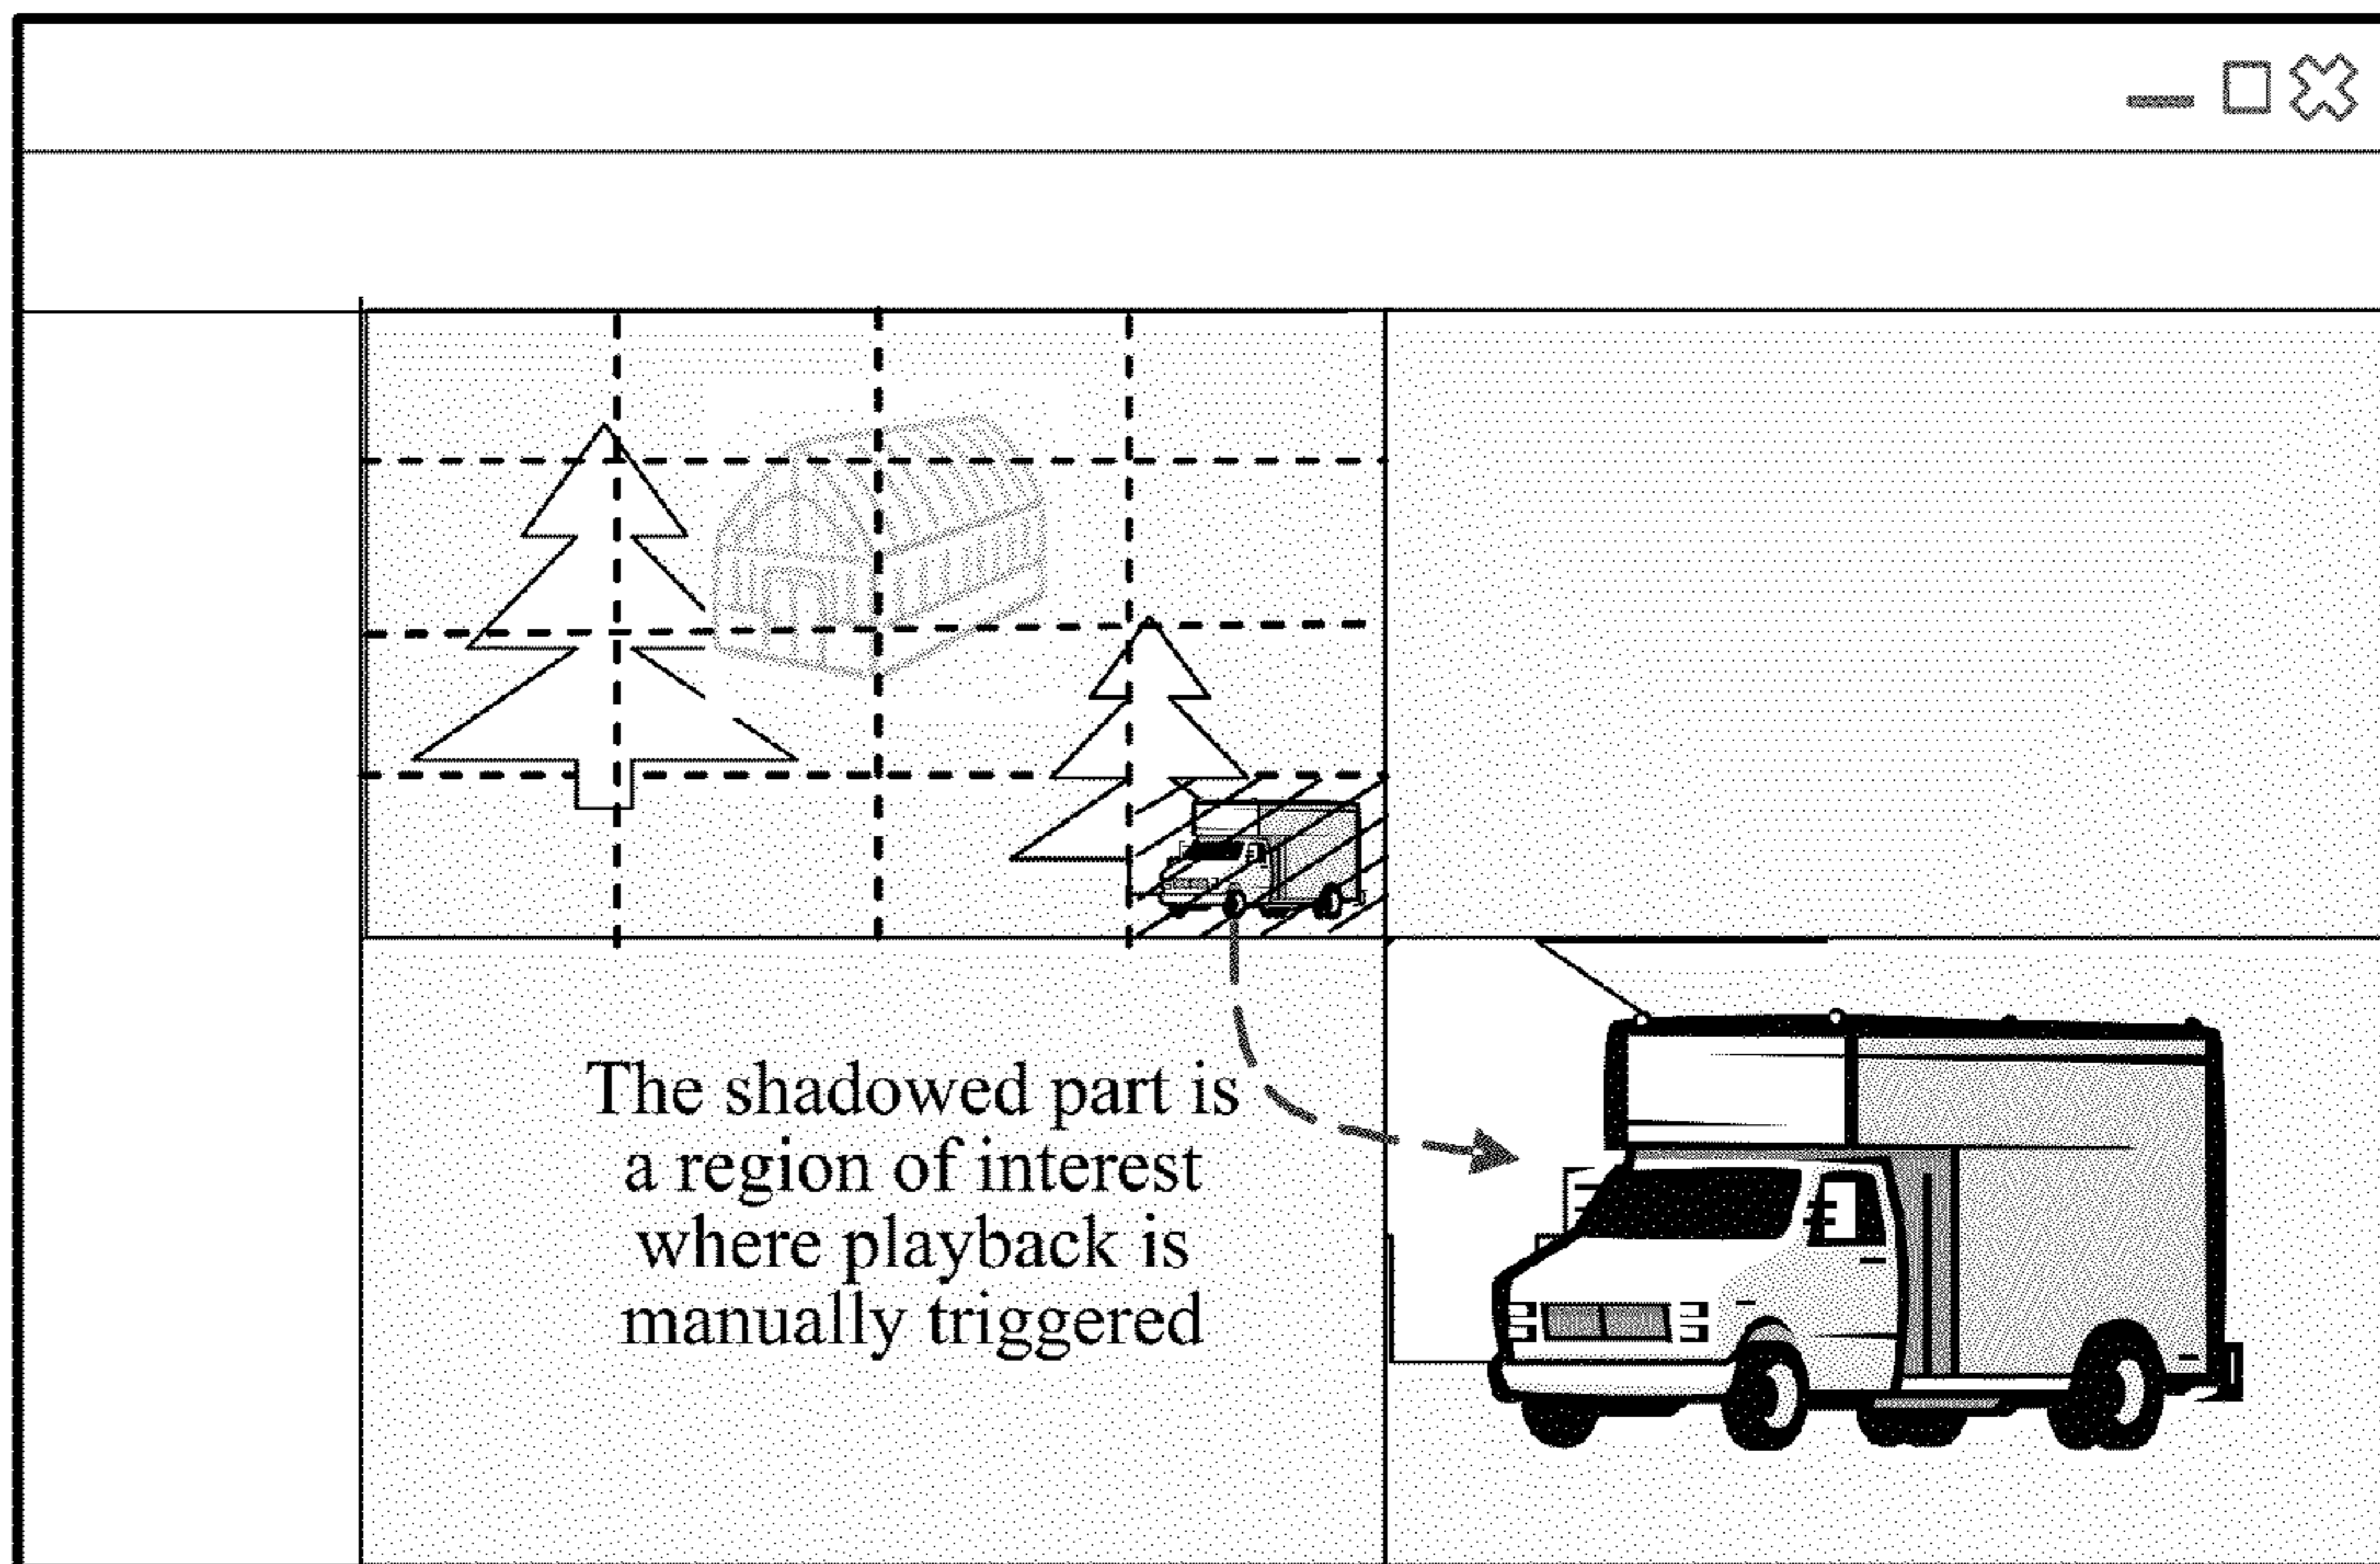 The shadowed part is
a region of interest
where playback is
manually triggered